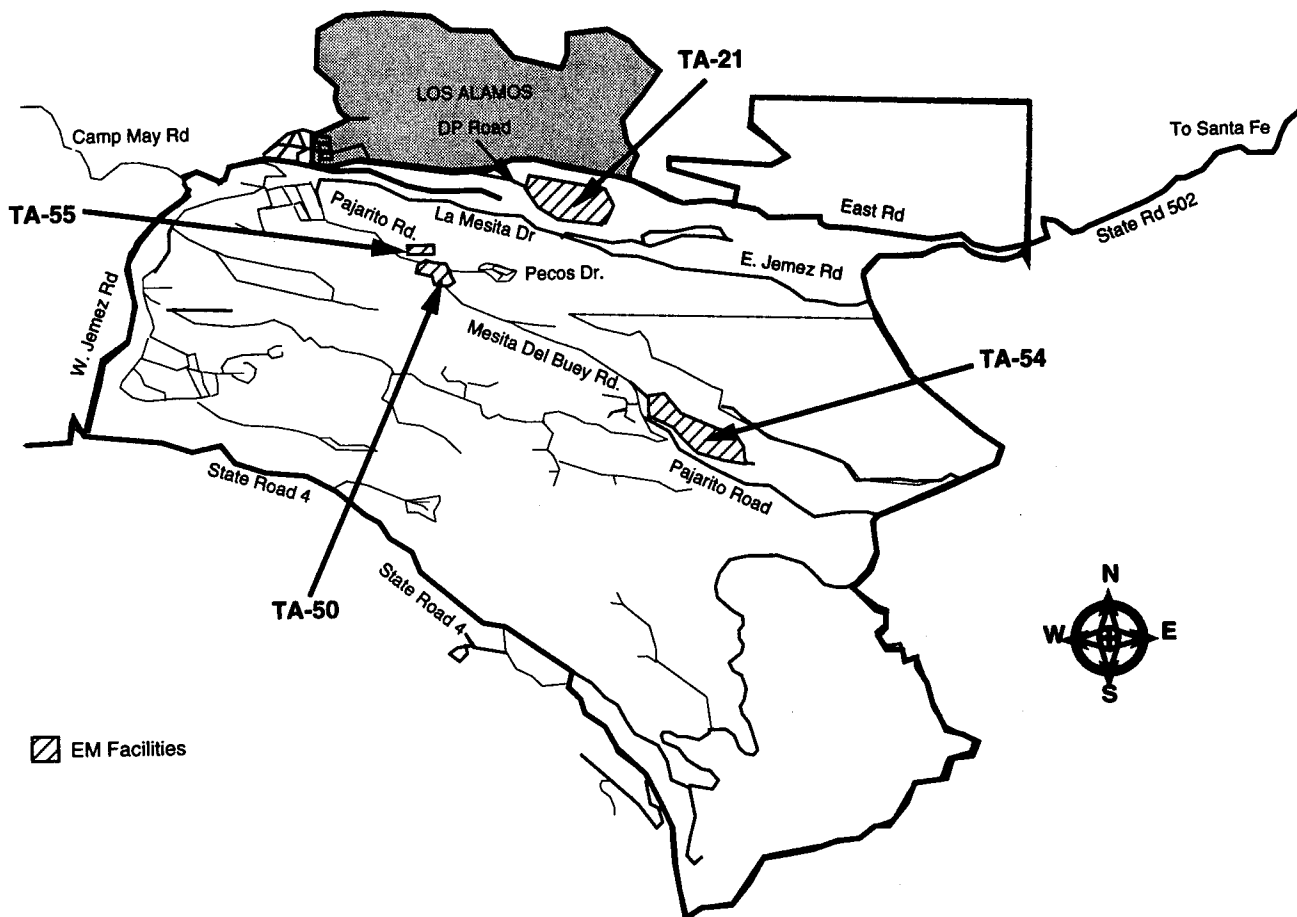 TA-21
LOS ALAMOS
DP Road
To Santa Fe
Camp May Rd
East Rd
State Rd 502
TA-55
Pajarito Rd.
La Mesita Dr
E. Jemez Rd
Pecos Dr.
W. Jemez Rd
Mesita Del Buey Rd.
TA-54
Pajarito Road
State Road 4
TA-50
State Road 4
N
W
E
S
EM Facilities